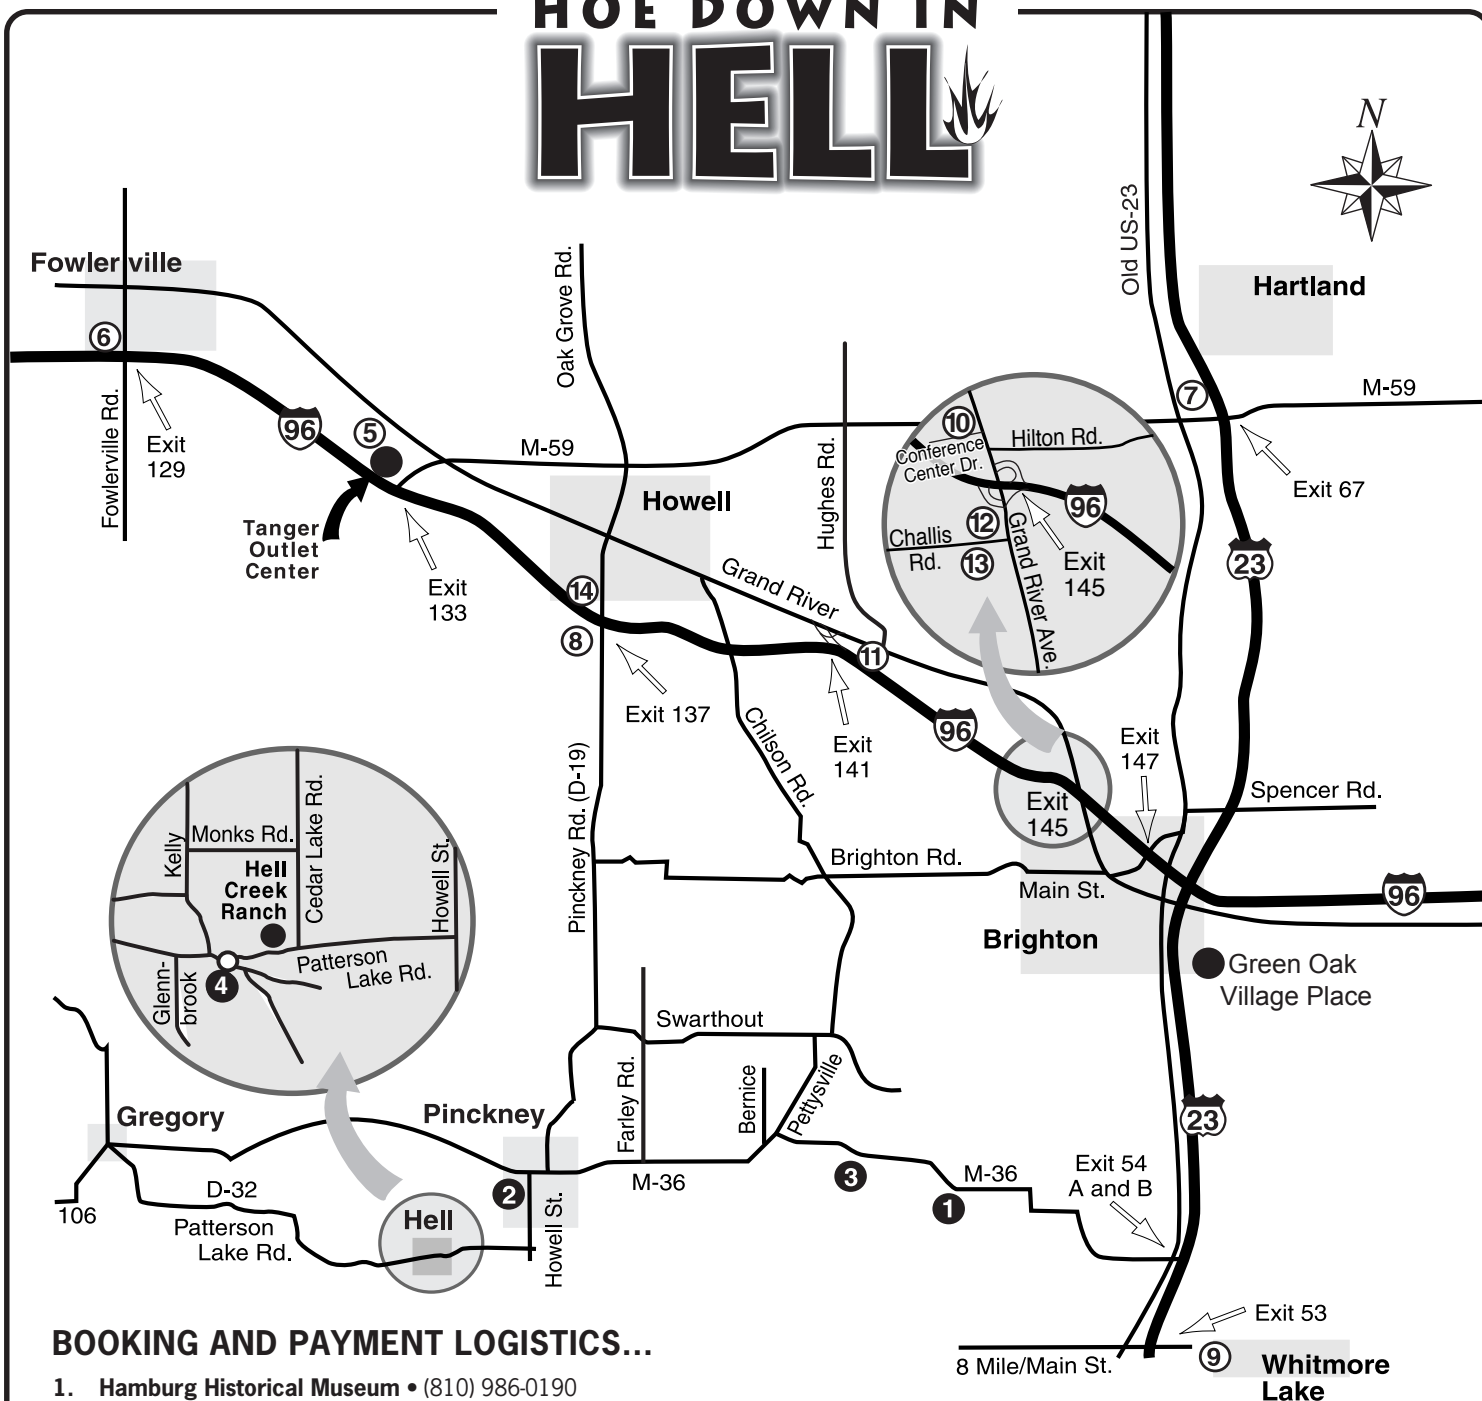 HOE DOWN IN
HELL
N
Old US-23
Hartland
Fowlerville
6
Fowlerville Rd.
Exit
129
96
5
Tanger
Outlet
Center
Exit
133
Oak Grove Rd.
M-59
Howell
Hughes Rd.
10
Conference
Center Dr.
Hilton Rd.
96
12
Challis
Rd.
13
Grand River Ave.
Exit
145
7
M-59
Exit 67
23
14
8
Grand River
11
Exit 137
Exit
141
96
Chilson Rd.
Pinckney Rd. (D-19)
Exit
145
Exit
147
Spencer Rd.
Brighton Rd.
Main St.
96
Brighton
Green Oak
Village Place
Kelly
Monks Rd.
Hell
Creek
Ranch
Cedar Lake Rd.
Howell St.
Patterson
Lake Rd.
Glenn-
brook
4
Swarthout
Farley Rd.
Bernice
Pettysville
23
Gregory
Pinckney
2
M-36
3
M-36
1
Exit 54
A and B
106
D-32
Patterson
Lake Rd.
Hell
Howell St.
Exit 53
8 Mile/Main St.
9
Whitmore
Lake
BOOKING AND PAYMENT LOGISTICS...
1. Hamburg Historical Museum • (810) 986-0190